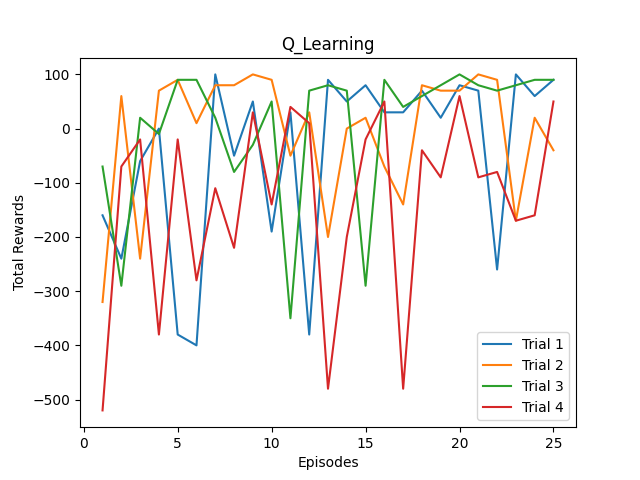 Q_Learning
Total Rewards
100
0
−100
−200
−300
−400
−500
0
5
10
15
20
25
Episodes
Trial 1
Trial 2
Trial 3
Trial 4